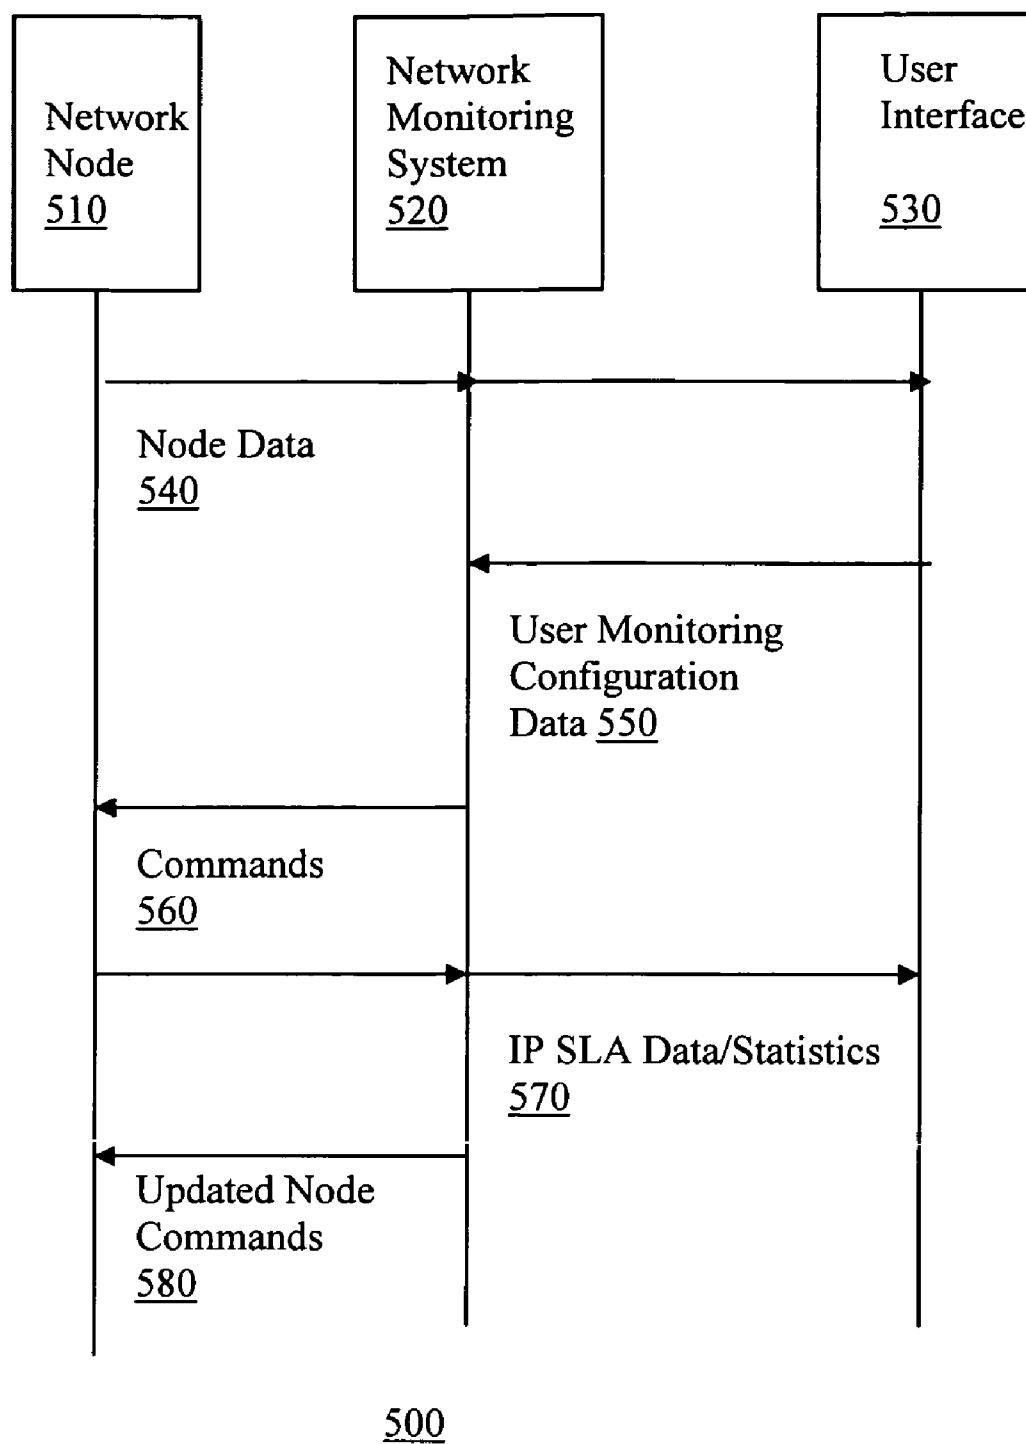 Network
Node
510
Network
Monitoring
System
520
User
Interface
530
Node Data
540
User Monitoring
Configuration
Data 550
Commands
560
IP SLA Data/Statistics
570
Updated Node
Commands
580
500